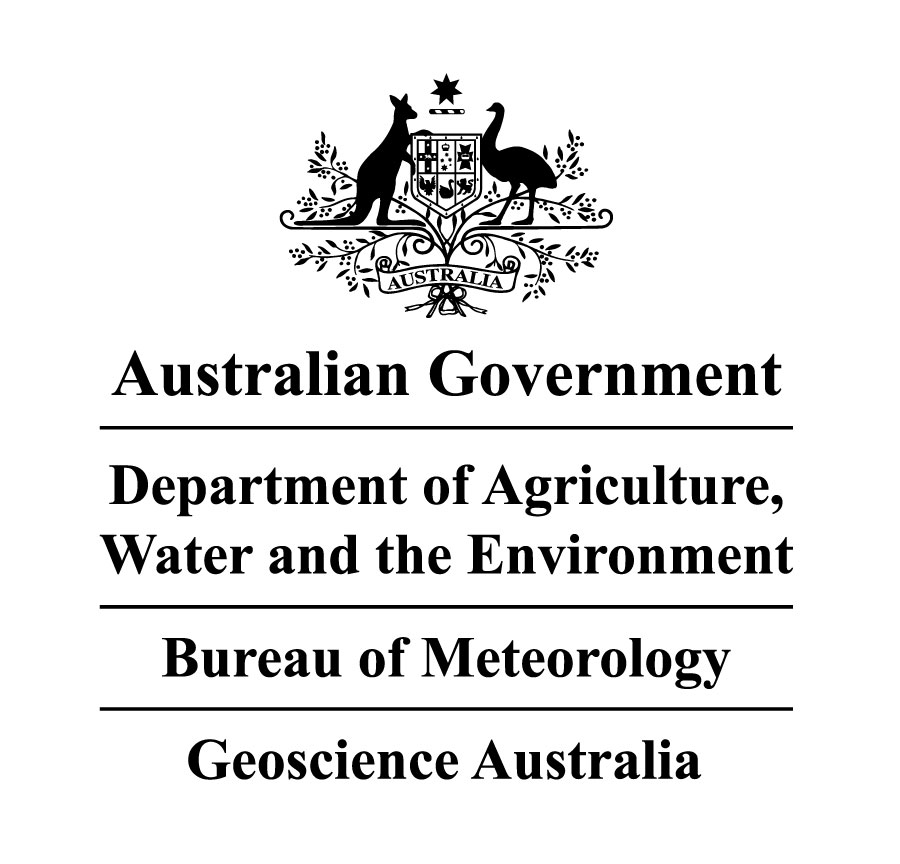 AUSTRALIA
Australian Government
Department of Agriculture,
Water and the Environment
Bureau of Meteorology
Geoscience Australia